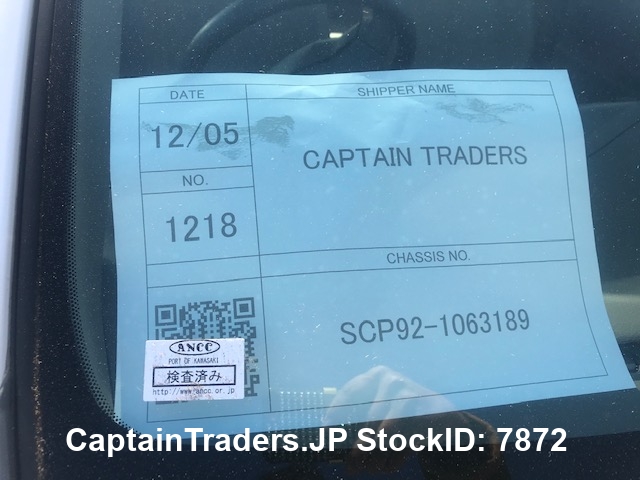 DATE
SHIPPER NAME
12/05
CAPTAIN TRADERS
NO.
1218
CHASSIS NO.
SCP92-1063189
ANCC
PORT OF KAWASAKI
検査済み
http://www.ancc.or.jp
CaptainTraders.JP StockID: 7872